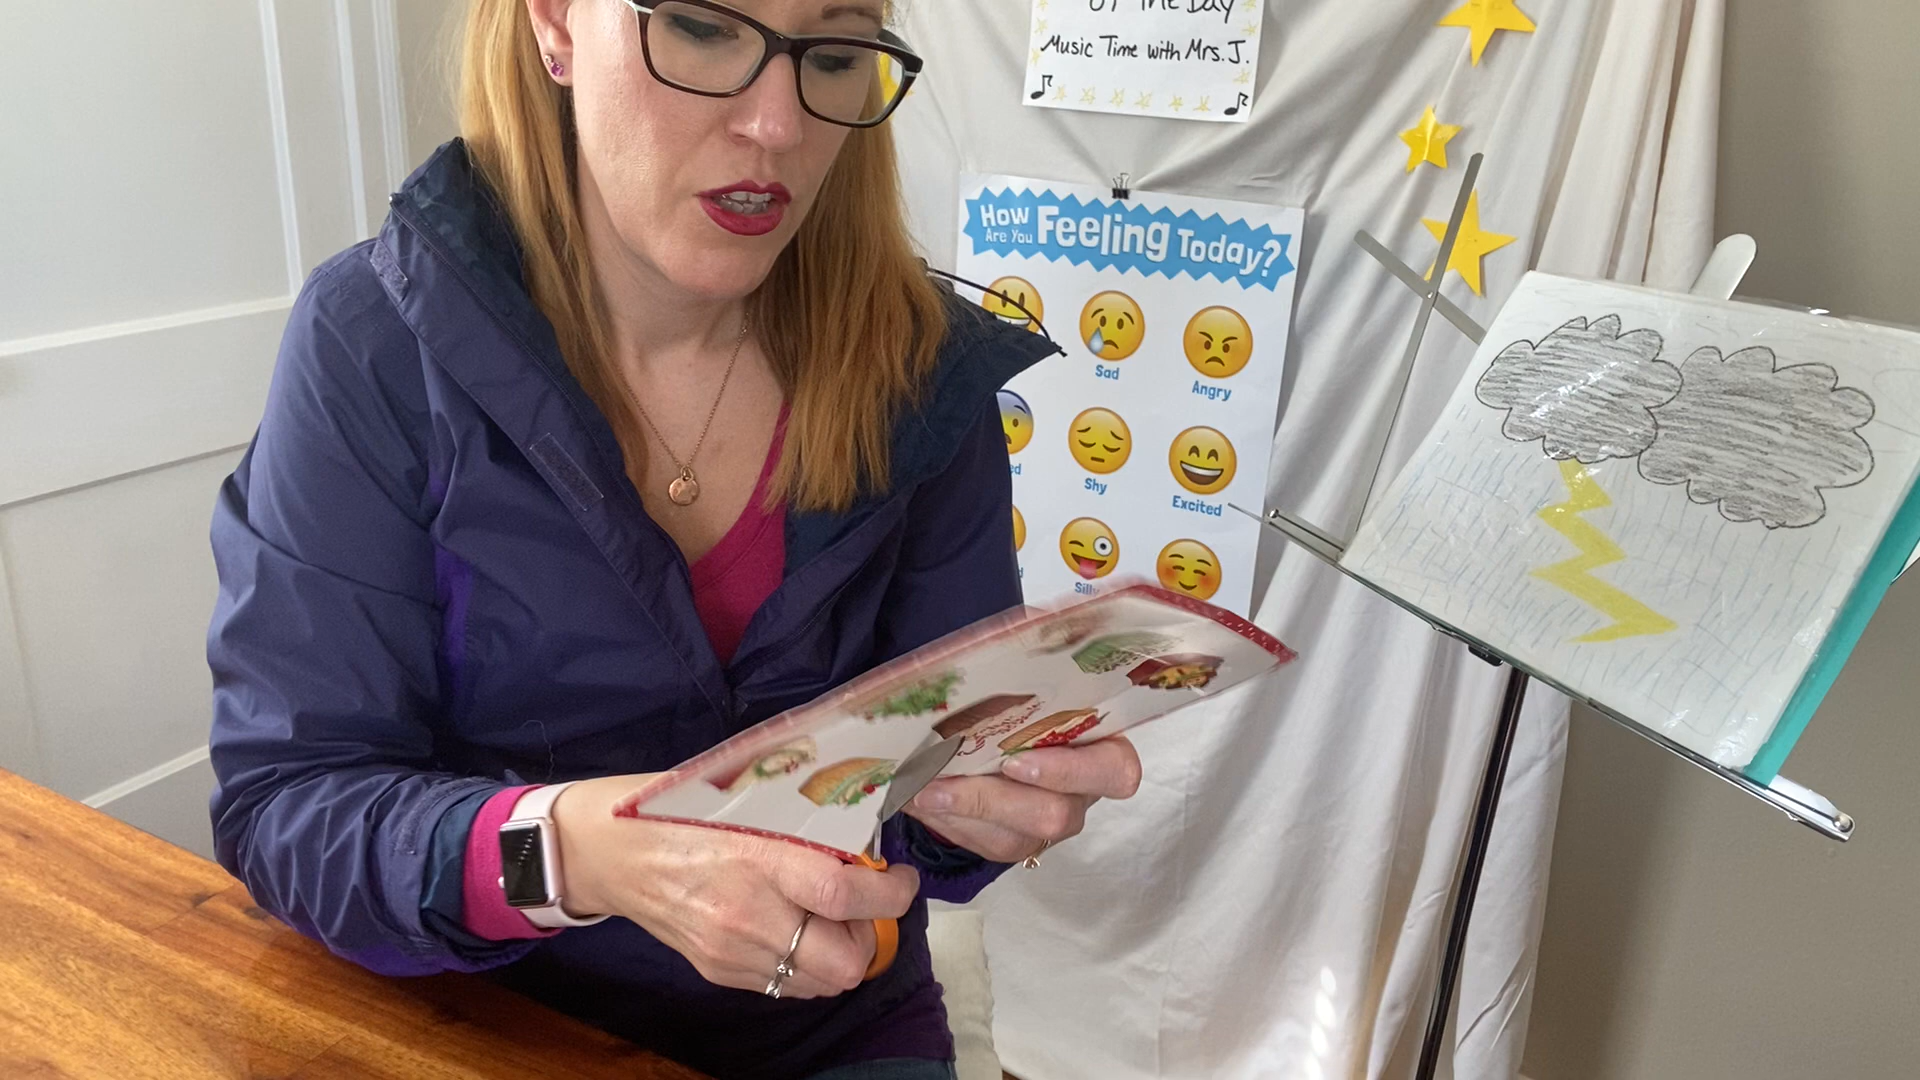 of The Day
Music Time with Mrs. J.
How
Are You Feeling Today?
Sad
Angry
Shy
Excited
Silly